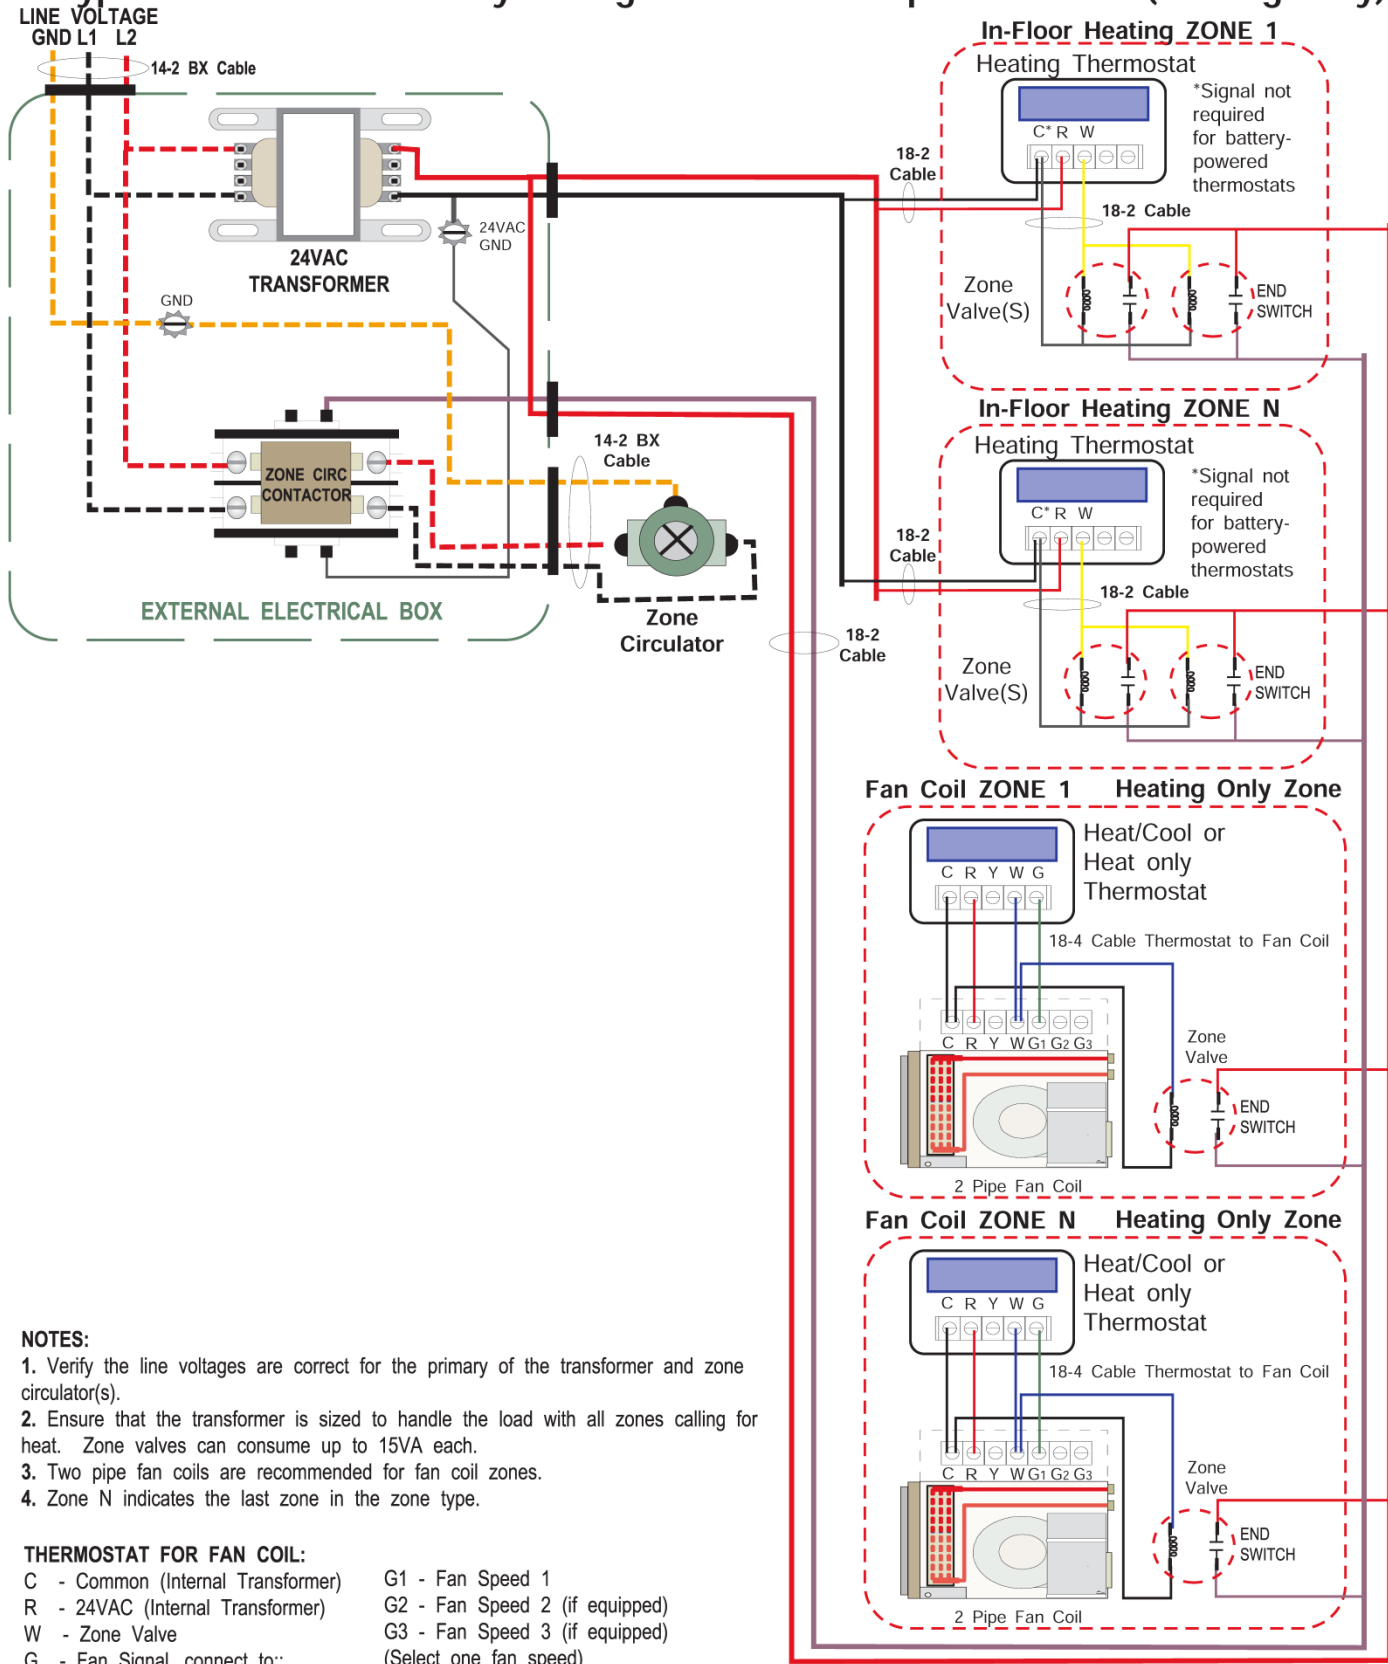 LINE VOLTAGE
GND L1 L2
14-2 BX Cable
24VAC
GND
24VAC
TRANSFORMER
GND
ZONE CIRC
CONTACTOR
14-2 BX
Cable
EXTERNAL ELECTRICAL BOX
Zone
Circulator
18-2
Cable
18-2
Cable
18-2
Cable
In-Floor Heating ZONE 1
Heating Thermostat
C* R W
*Signal not
required
for battery-
powered
thermostats
18-2 Cable
Zone
Valve(S)
END
SWITCH
In-Floor Heating ZONE N
Heating Thermostat
C* R W
*Signal not
required
for battery-
powered
thermostats
18-2 Cable
Zone
Valve(S)
END
SWITCH
Fan Coil ZONE 1 Heating Only Zone
C R Y W G
Heat/Cool or
Heat only
Thermostat
18-4 Cable Thermostat to Fan Coil
C R Y W G1 G2 G3
Zone
Valve
END
SWITCH
2 Pipe Fan Coil
Fan Coil ZONE N Heating Only Zone
C R Y W G
Heat/Cool or
Heat only
Thermostat
18-4 Cable Thermostat to Fan Coil
C R Y W G1 G2 G3
Zone
Valve
END
SWITCH
2 Pipe Fan Coil
NOTES:
1. Verify the line voltages are correct for the primary of the transformer and zone
circulator(s).
2. Ensure that the transformer is sized to handle the load with all zones calling for
heat. Zone valves can consume up to 15VA each.
3. Two pipe fan coils are recommended for fan coil zones.
4. Zone N indicates the last zone in the zone type.
THERMOSTAT FOR FAN COIL:
C - Common (Internal Transformer)
R - 24VAC (Internal Transformer)
W - Zone Valve
G - Fan Signal, connect to::
G1 - Fan Speed 1
G2 - Fan Speed 2 (if equipped)
G3 - Fan Speed 3 (if equipped)
(Select one fan speed)